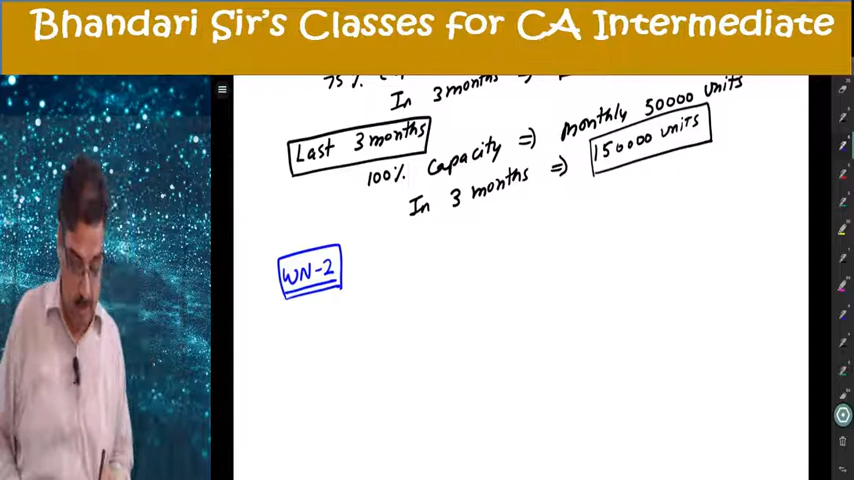 Bhandari Sir's Classes for CA Intermediate
75%
In 3 months ⇒
Last 3 months
100% Capacity ⇒ Monthly 50000 units
In 3 months ⇒ 150000 units
WN-2